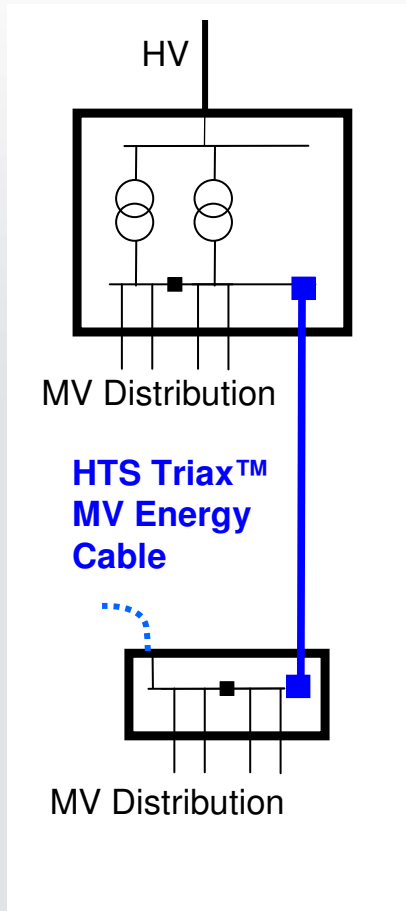 HV
MV Distribution
HTS Triax™
MV Energy
Cable
MV Distribution